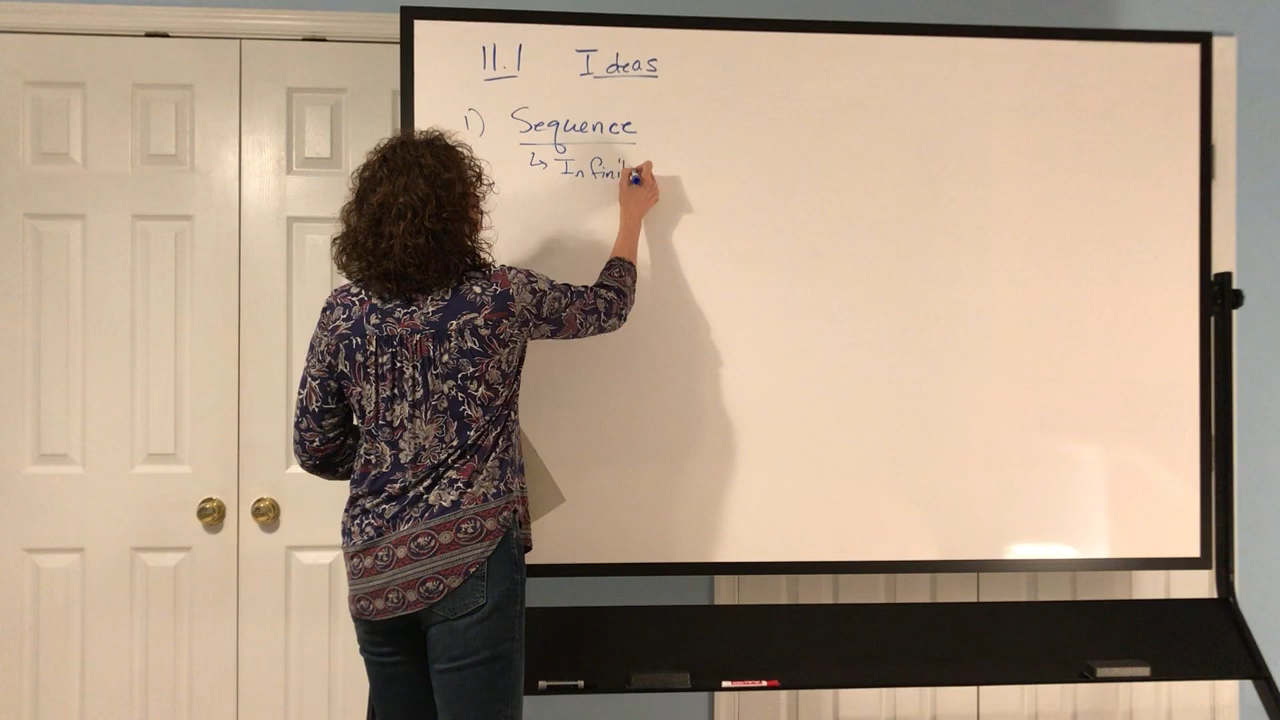 11.1 Ideas
1) Sequence
↳ Infini